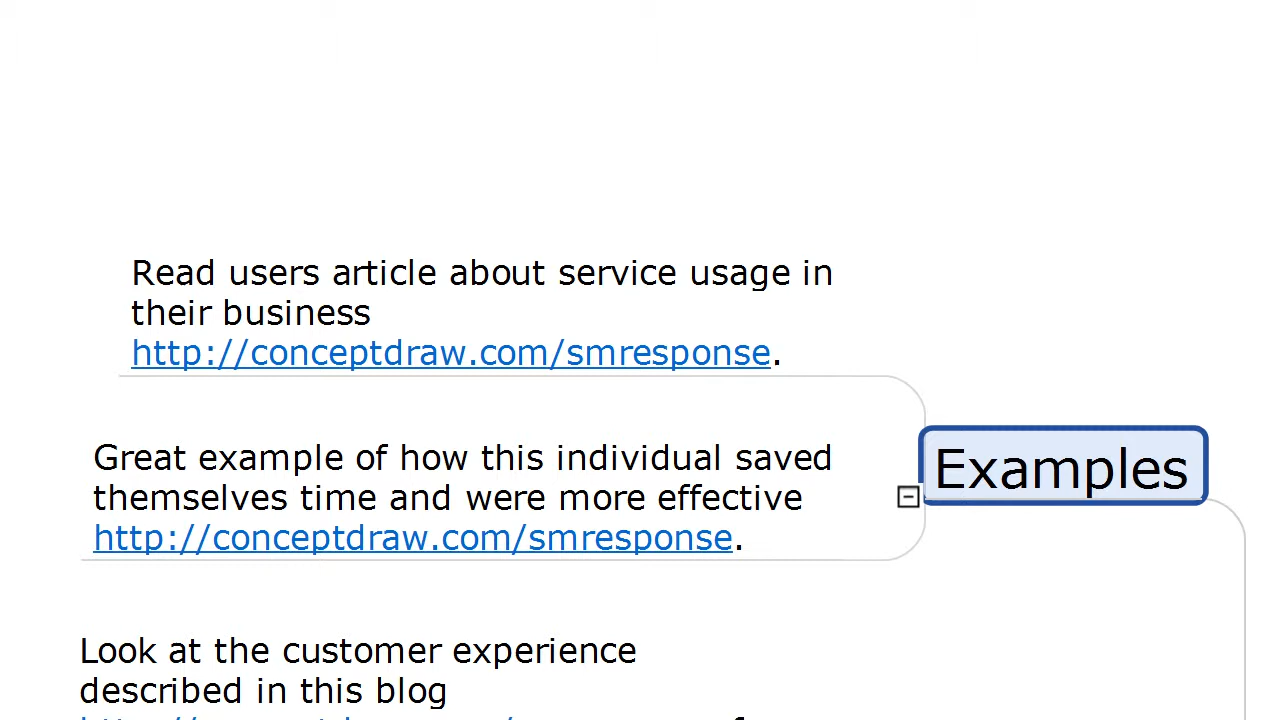 Read users article about service usage in
their business
http://conceptdraw.com/smresponse.
Great example of how this individual saved
themselves time and were more effective
http://conceptdraw.com/smresponse.
Examples
Look at the customer experience
described in this blog